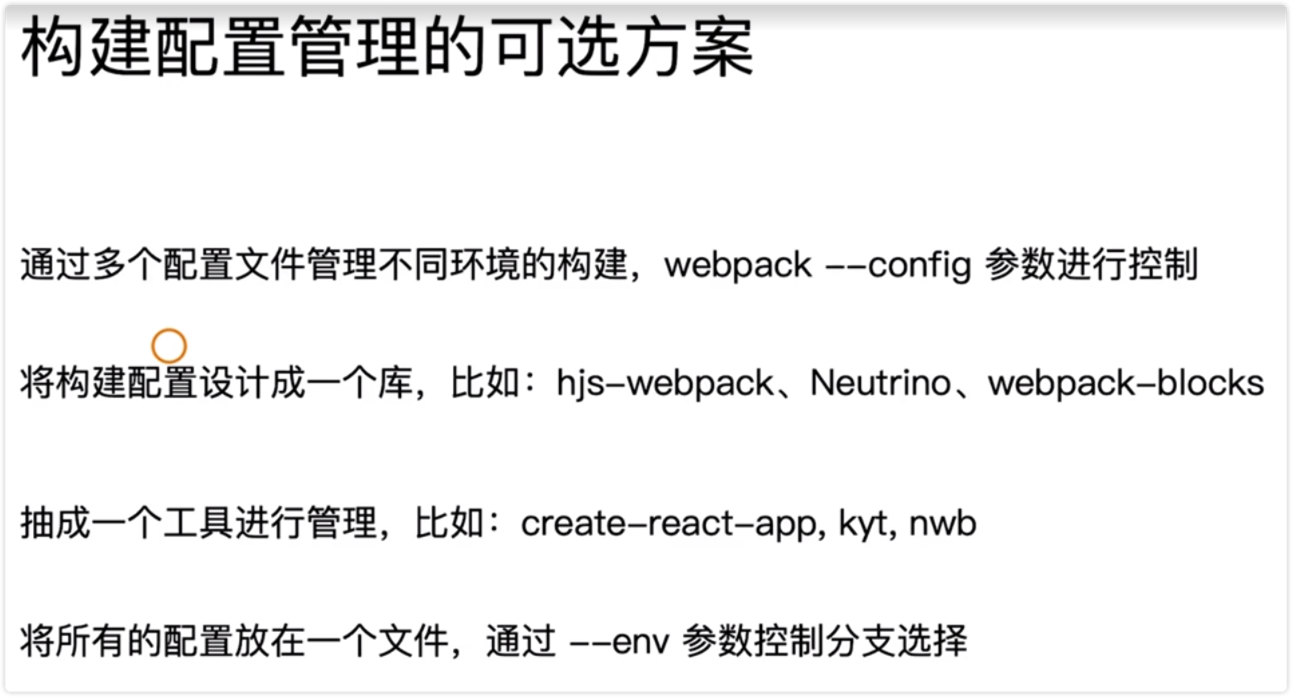 构建配置管理的可选方案
通过多个配置文件管理不同环境的构建，webpack --config 参数进行控制
将构建配置设计成一个库，比如：hjs-webpack、Neutrino、webpack-blocks
抽成一个工具进行管理，比如：create-react-app, kyt, nwb
将所有的配置放在一个文件，通过 --env 参数控制分支选择